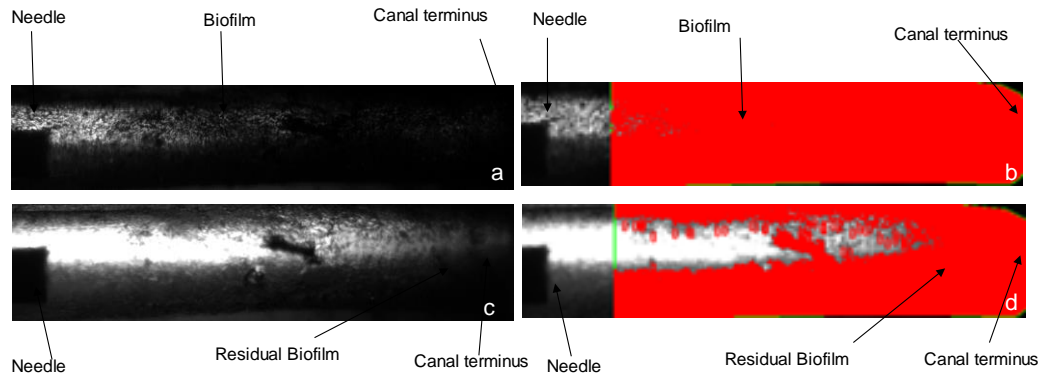 Needle
Biofilm
Canal terminus
Needle
Biofilm
Canal terminus
a
b
c
d
Needle
Residual Biofilm
Canal terminus
Needle
Residual Biofilm
Canal terminus